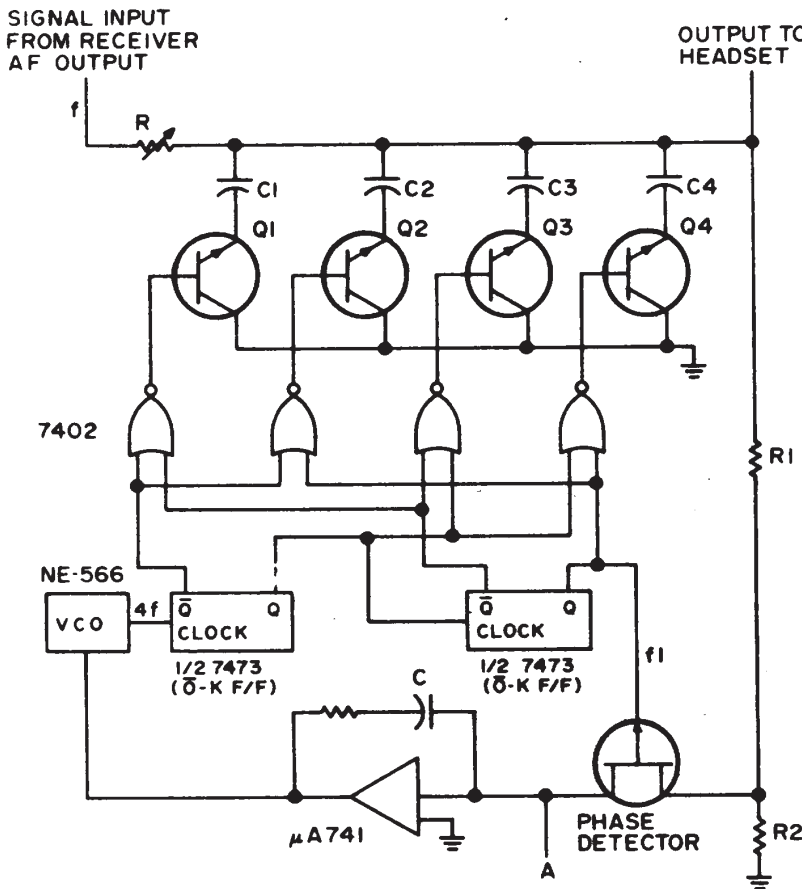 SIGNAL INPUT
FROM RECEIVER
AF OUTPUT
OUTPUT TO
HEADSET
f
R
C1
C2
C3
C4
Q1
Q2
Q3
Q4
7402
R1
NE-566
VCO
4f
Q̅
Q
CLOCK
1/2 7473
(O̅-K F/F)
Q̅
Q
CLOCK
1/2 7473
(O̅-K F/F)
f1
C
μA741
A
PHASE
DETECTOR
R2